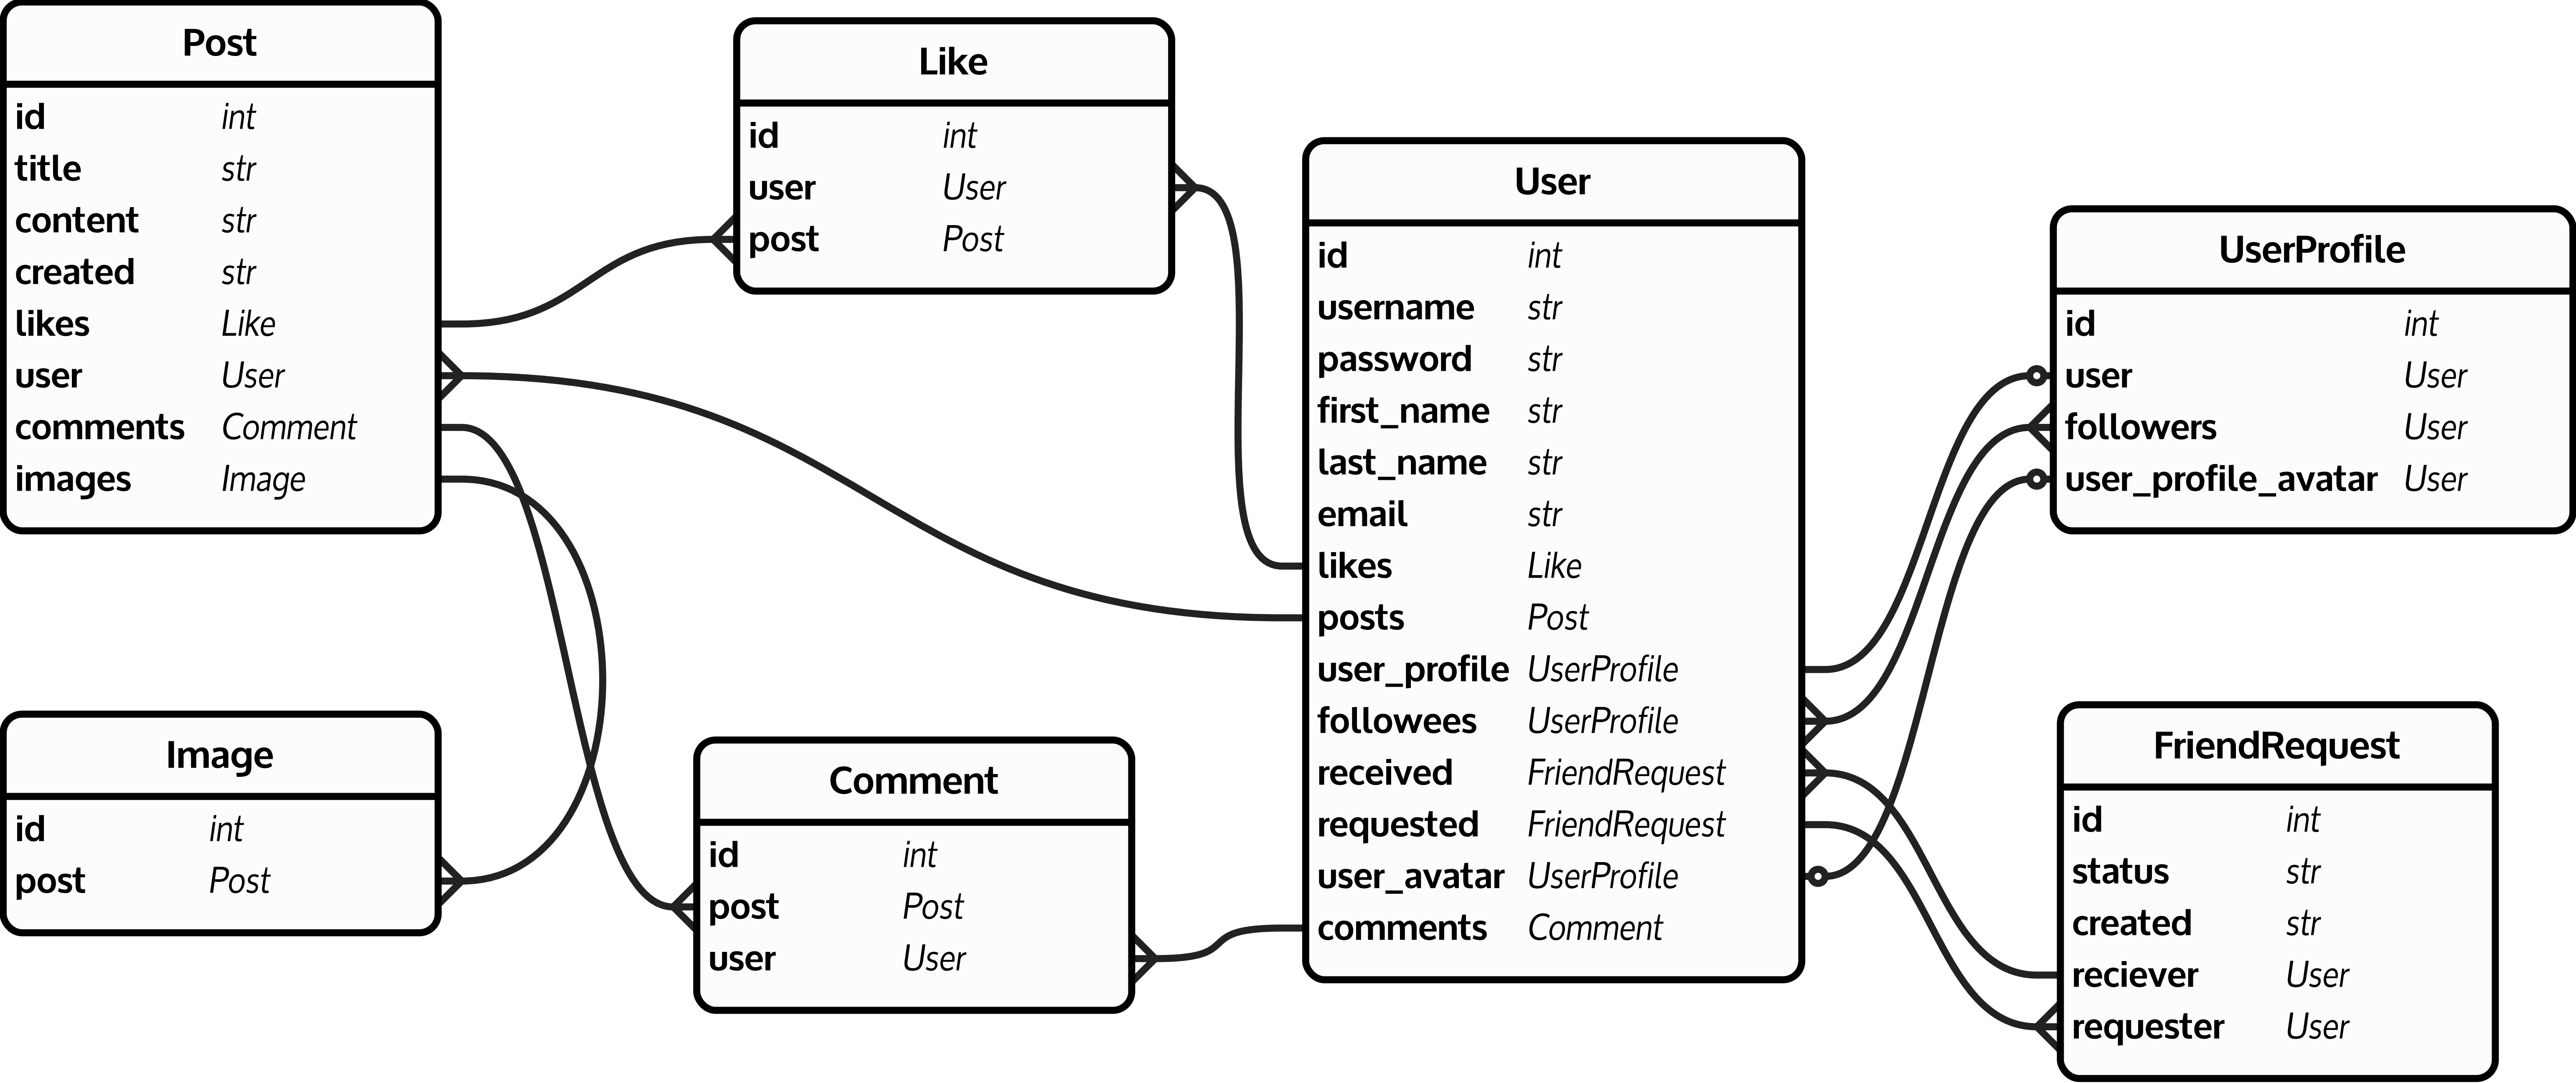 Post
id int
title str
content str
created str
likes Like
user User
comments Comment
images Image
Like
id int
user User
post Post
User
id int
username str
password str
first_name str
last_name str
email str
likes Like
posts Post
user_profile UserProfile
followees UserProfile
received FriendRequest
requested FriendRequest
user_avatar UserProfile
comments Comment
UserProfile
id int
user User
followers User
user_profile_avatar User
Image
id int
post Post
Comment
id int
post Post
user User
FriendRequest
id int
status str
created str
reciever User
requester User